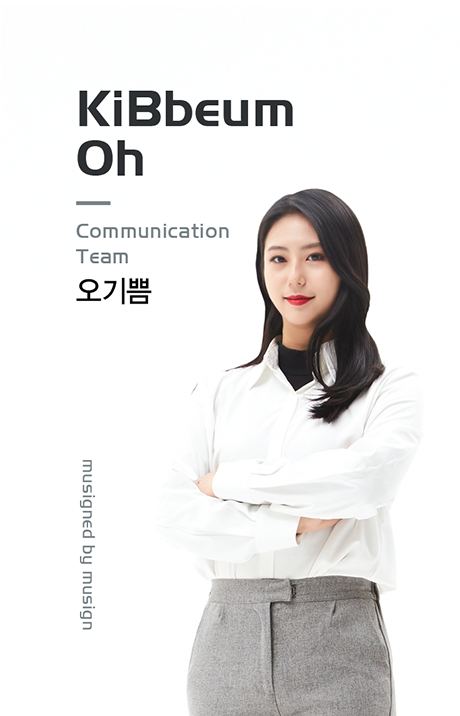 KiBbeum
Oh
Communication
Team
오기쁨
musigned by musign